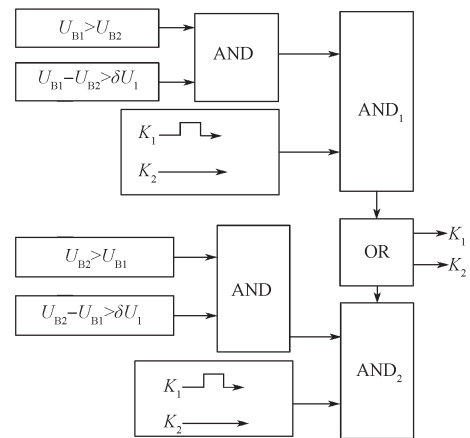 U_B1>U_B2
AND
U_B1−U_B2>δU_1
AND_1
K_1
K_2
OR
K_1
K_2
U_B2>U_B1
AND
U_B2−U_B1>δU_1
AND_2
K_1
K_2